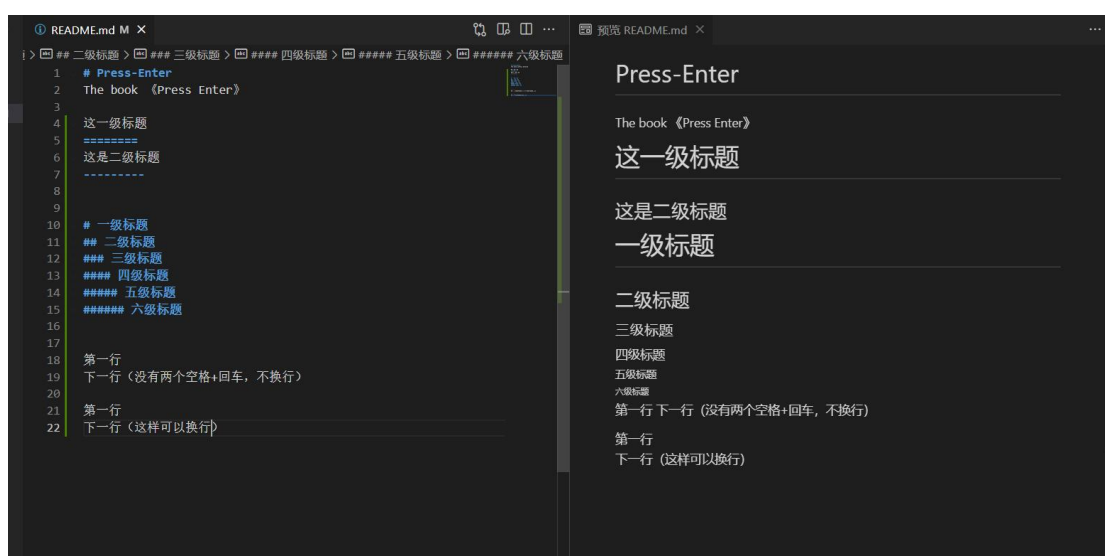 README.md M
预览 README.md
## 二级标题 > ### 三级标题 > #### 四级标题 > ##### 五级标题 > ###### 六级标题
1 # Press-Enter
2 The book 《Press Enter》
3
4 这一级标题
5 ========
6 这是二级标题
7 ---------
8
9
10 # 一级标题
11 ## 二级标题
12 ### 三级标题
13 #### 四级标题
14 ##### 五级标题
15 ###### 六级标题
16
17
18 第一行
19 下一行（没有两个空格+回车，不换行）
20
21 第一行
22 下一行（这样可以换行）
Press-Enter
The book 《Press Enter》
这一级标题
这是二级标题
一级标题
二级标题
三级标题
四级标题
五级标题
六级标题
第一行 下一行（没有两个空格+回车，不换行）
第一行
下一行（这样可以换行）